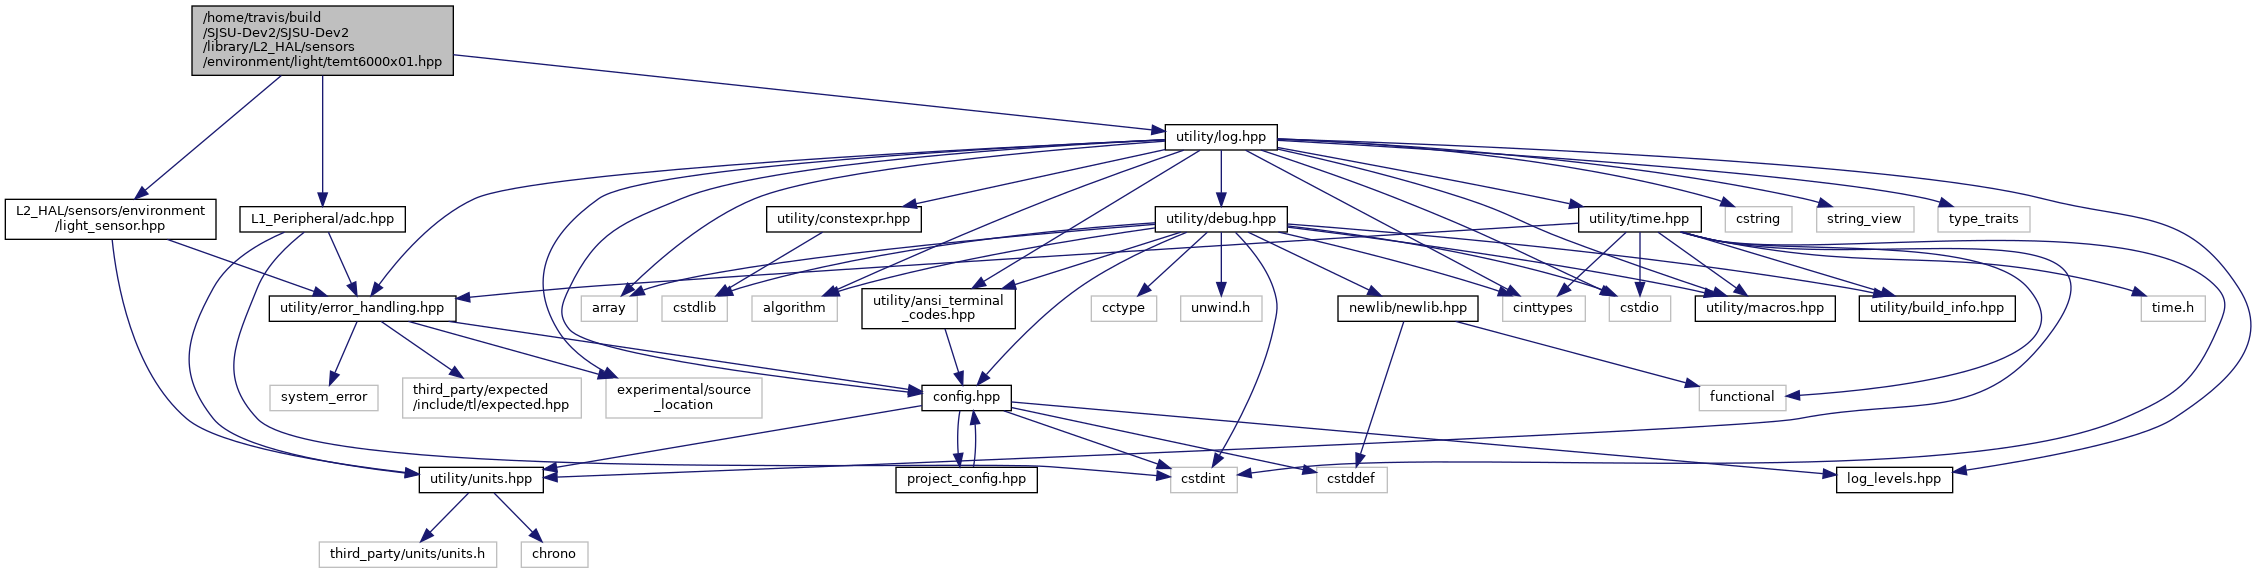 /home/travis/build
/SJSU-Dev2/SJSU-Dev2
/library/L2_HAL/sensors
/environment/light/temt6000x01.hpp
utility/log.hpp
L2_HAL/sensors/environment
/light_sensor.hpp
L1_Peripheral/adc.hpp
utility/constexpr.hpp
utility/debug.hpp
utility/time.hpp
cstring
string_view
type_traits
utility/error_handling.hpp
array
cstdlib
algorithm
utility/ansi_terminal
_codes.hpp
cctype
unwind.h
newlib/newlib.hpp
cinttypes
cstdio
utility/macros.hpp
utility/build_info.hpp
time.h
system_error
third_party/expected
/include/tl/expected.hpp
experimental/source
_location
config.hpp
functional
utility/units.hpp
project_config.hpp
cstdint
cstddef
log_levels.hpp
third_party/units/units.h
chrono